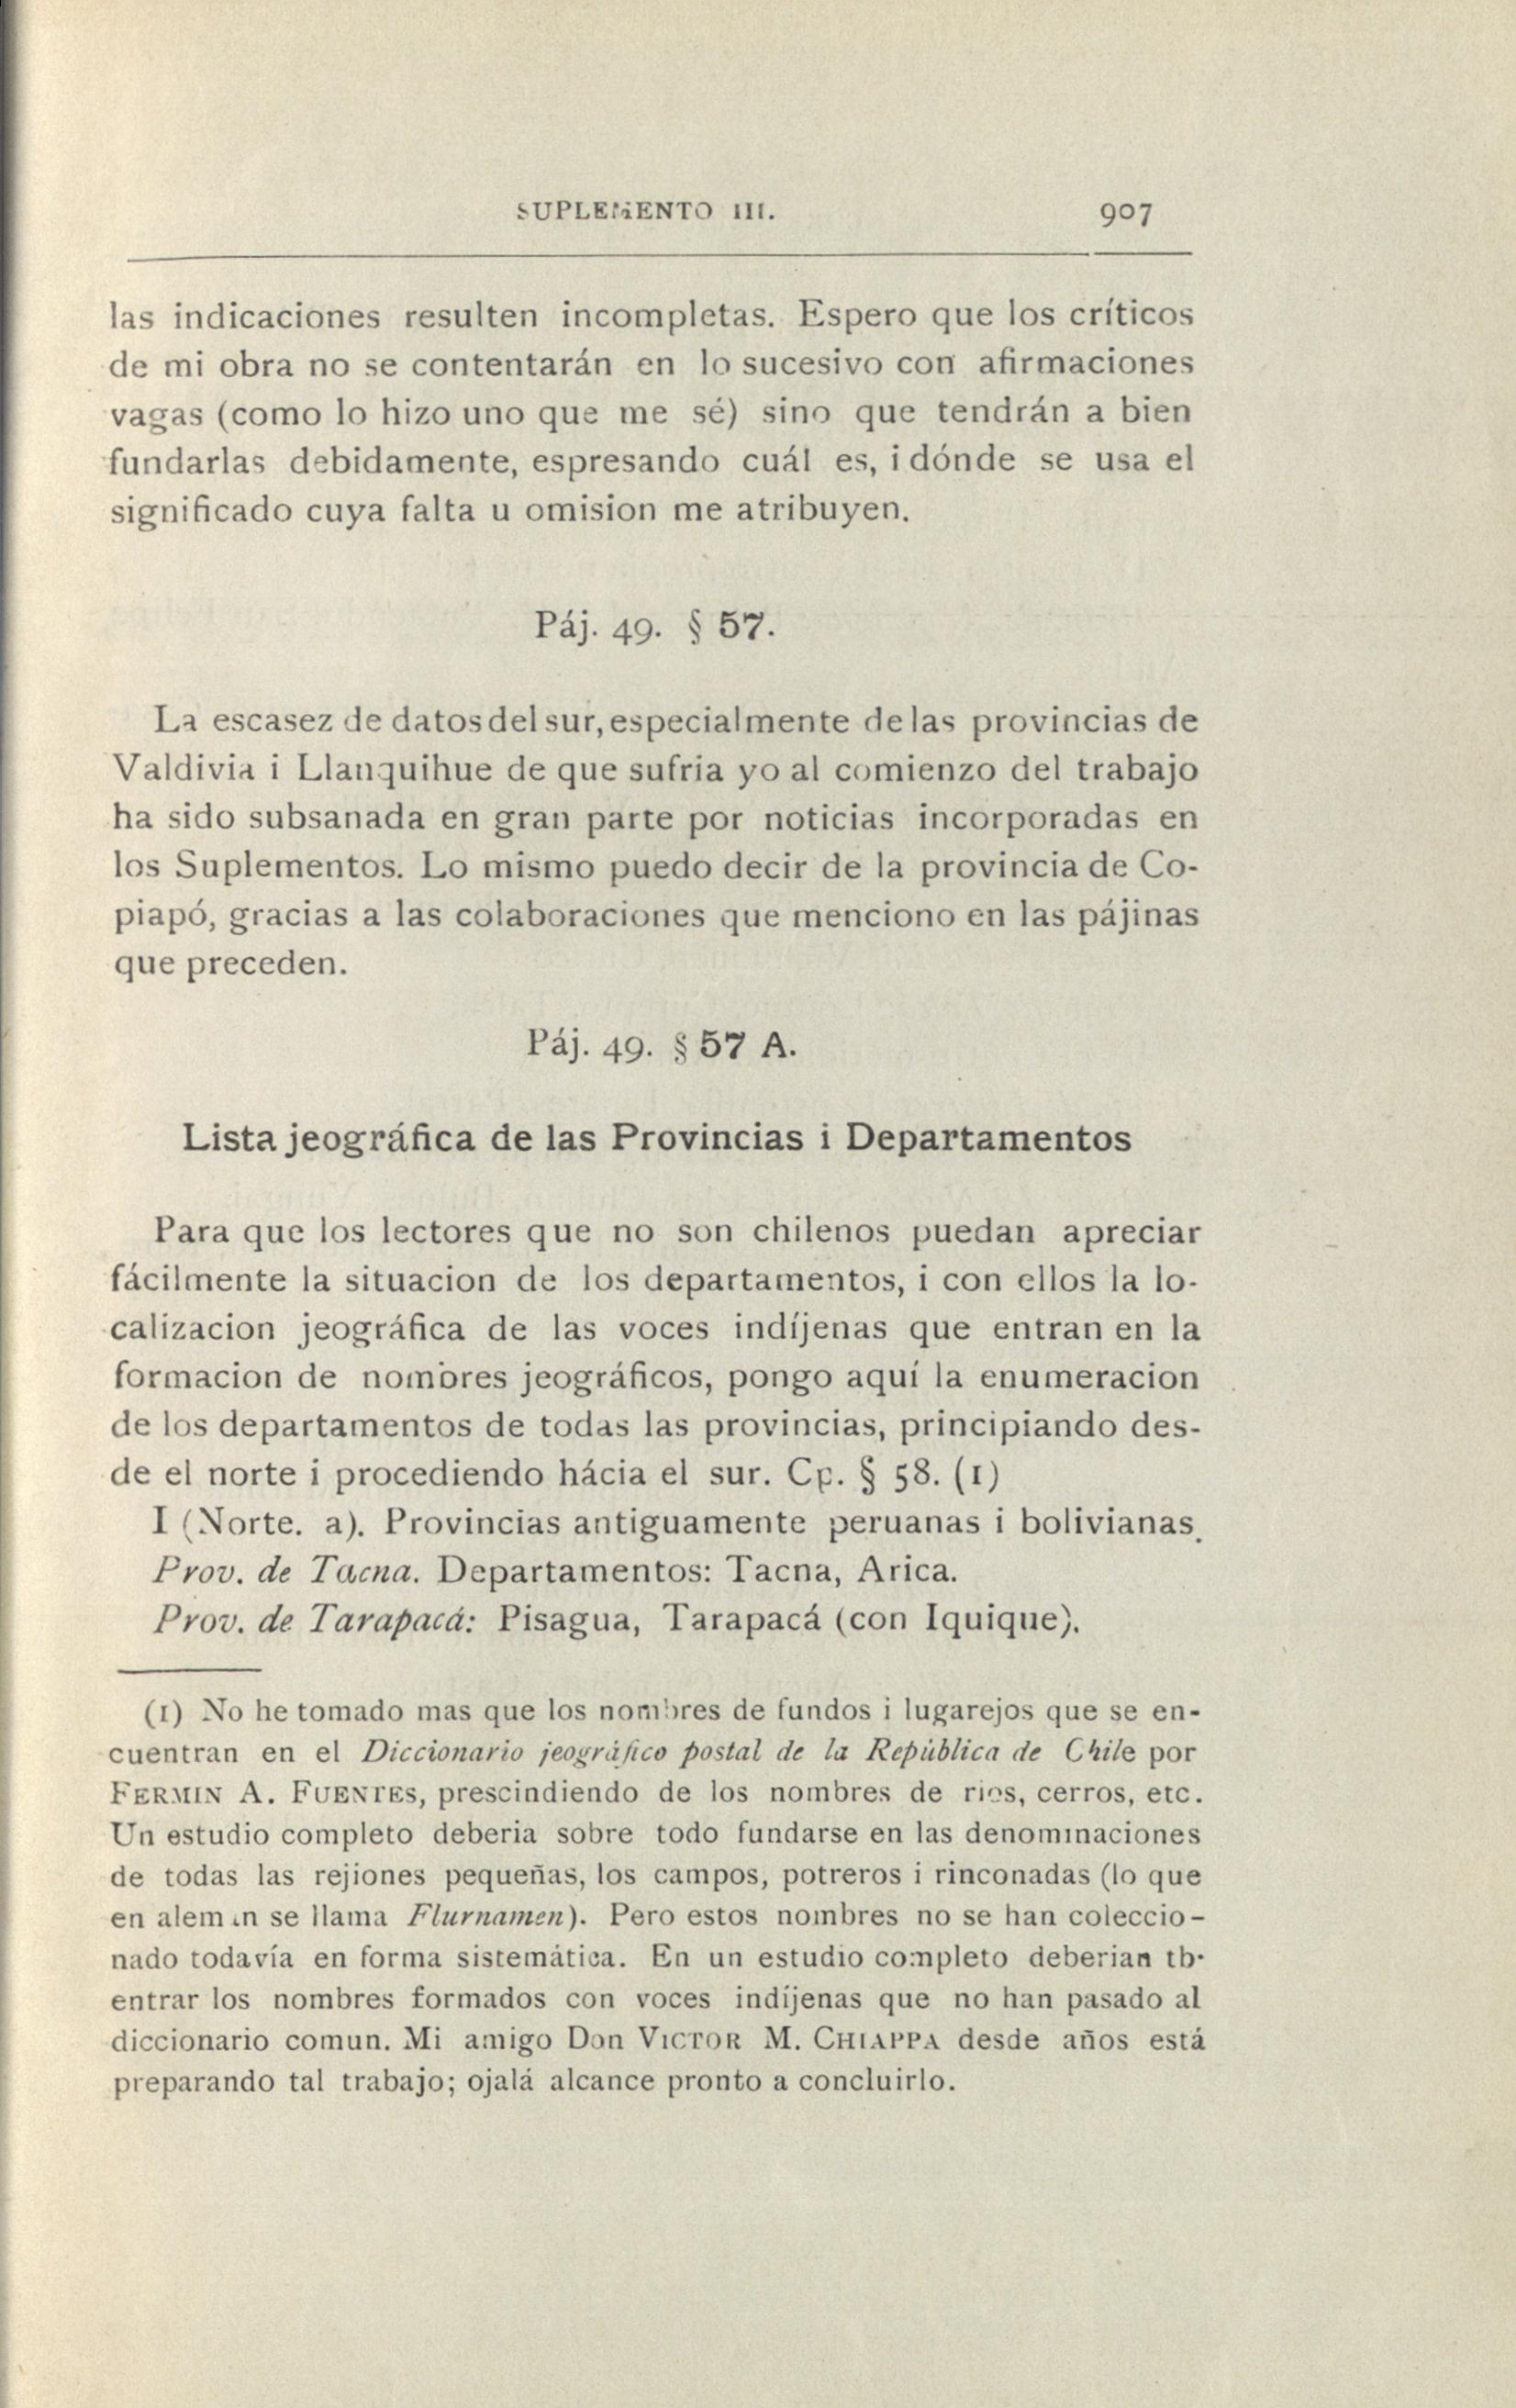 SUPLEMENTO III. 907
las indicaciones resulten incompletas. Espero que los críticos
de mi obra no se contentarán en lo sucesivo con afirmaciones
vagas (como lo hizo uno que me sé) sino que tendrán a bien
fundarlas debidamente, espresando cuál es, i dónde se usa el
significado cuya falta u omision me atribuyen.
Páj. 49. § 57.
La escasez de datos del sur, especialmente de las provincias de
Valdivia i Llanquihue de que sufria yo al comienzo del trabajo
ha sido subsanada en gran parte por noticias incorporadas en
los Suplementos. Lo mismo puedo decir de la provincia de Co-
piapó, gracias a las colaboraciones que menciono en las pájinas
que preceden.
Páj. 49. § 57 A.
Lista jeográfica de las Provincias i Departamentos
Para que los lectores que no son chilenos puedan apreciar
fácilmente la situacion de los departamentos, i con ellos la lo-
calizacion jeográfica de las voces indíjenas que entran en la
formacion de nombres jeográficos, pongo aquí la enumeracion
de los departamentos de todas las provincias, principiando des-
de el norte i procediendo hácia el sur. Cp. § 58. (1)
I (Norte. a). Provincias antiguamente peruanas i bolivianas.
Prov. de Tacna. Departamentos: Tacna, Arica.
Prov. de Tarapacá: Pisagua, Tarapacá (con Iquique).
(1) No he tomado mas que los nombres de fundos i lugarejos que se en-
cuentran en el Diccionario jeográfico postal de la República de Chile por
FERMIN A. FUENTES, prescindiendo de los nombres de rios, cerros, etc.
Un estudio completo deberia sobre todo fundarse en las denominaciones
de todas las rejiones pequeñas, los campos, potreros i rinconadas (lo que
en aleman se llama Flurnamen). Pero estos nombres no se han coleccio-
nado todavía en forma sistemática. En un estudio completo deberian tb.
entrar los nombres formados con voces indíjenas que no han pasado al
diccionario comun. Mi amigo Don VICTOR M. CHIAPPA desde años está
preparando tal trabajo; ojalá alcance pronto a concluirlo.